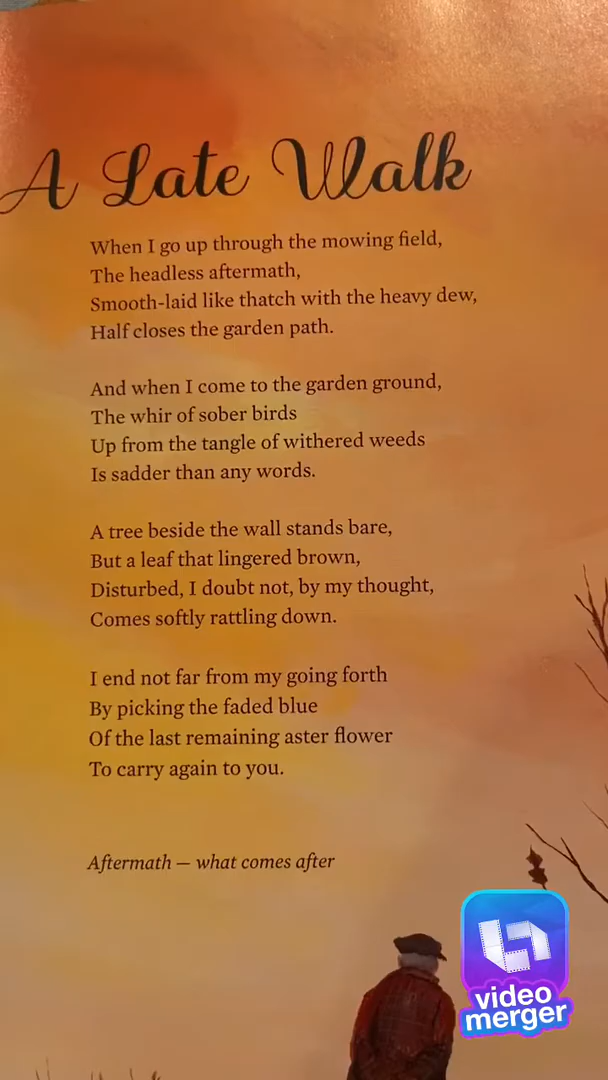 A Late Walk
When I go up through the mowing field,
The headless aftermath,
Smooth-laid like thatch with the heavy dew,
Half closes the garden path.
And when I come to the garden ground,
The whir of sober birds
Up from the tangle of withered weeds
Is sadder than any words.
A tree beside the wall stands bare,
But a leaf that lingered brown,
Disturbed, I doubt not, by my thought,
Comes softly rattling down.
I end not far from my going forth
By picking the faded blue
Of the last remaining aster flower
To carry again to you.
Aftermath — what comes after
video
merger